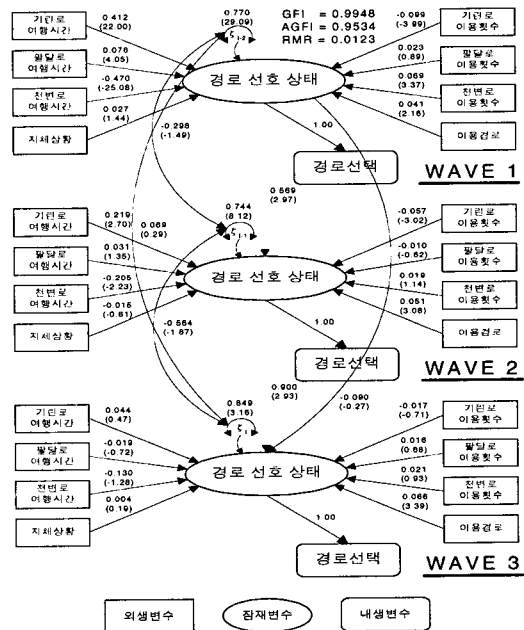 GFI = 0.9948
AGFI = 0.9534
RMR = 0.0123
0.770
(29.09)
기린로
여행시간
0.412
(22.00)
팔달로
여행시간
0.076
(4.05)
천변로
여행시간
-0.470
(-25.08)
지체상황
0.027
(1.44)
경로 선호 상태
-0.099
(-3.99)
기린로
이용횟수
0.023
(0.89)
팔달로
이용횟수
0.069
(3.37)
천변로
이용횟수
0.041
(2.16)
이용경로
1.00
경로선택
WAVE 1
-0.298
(-1.49)
0.569
(2.97)
0.744
(8.12)
0.069
(0.29)
기린로
여행시간
0.219
(2.70)
팔달로
여행시간
0.031
(1.35)
천변로
여행시간
-0.205
(-2.23)
지체상황
-0.015
(-0.81)
경로 선호 상태
-0.057
(-3.02)
기린로
이용횟수
-0.010
(-0.62)
팔달로
이용횟수
0.019
(1.14)
천변로
이용횟수
0.051
(3.08)
이용경로
1.00
경로선택
WAVE 2
-0.564
(-1.87)
0.900
(2.93)
-0.090
(-0.27)
0.849
(3.16)
기린로
여행시간
0.044
(0.47)
팔달로
여행시간
-0.019
(-0.72)
천변로
여행시간
-0.130
(-1.28)
지체상황
0.004
(0.19)
경로 선호 상태
-0.017
(-0.71)
기린로
이용횟수
0.016
(0.68)
팔달로
이용횟수
0.021
(0.93)
천변로
이용횟수
0.066
(3.39)
이용경로
1.00
경로선택
WAVE 3
외생변수
잠재변수
내생변수